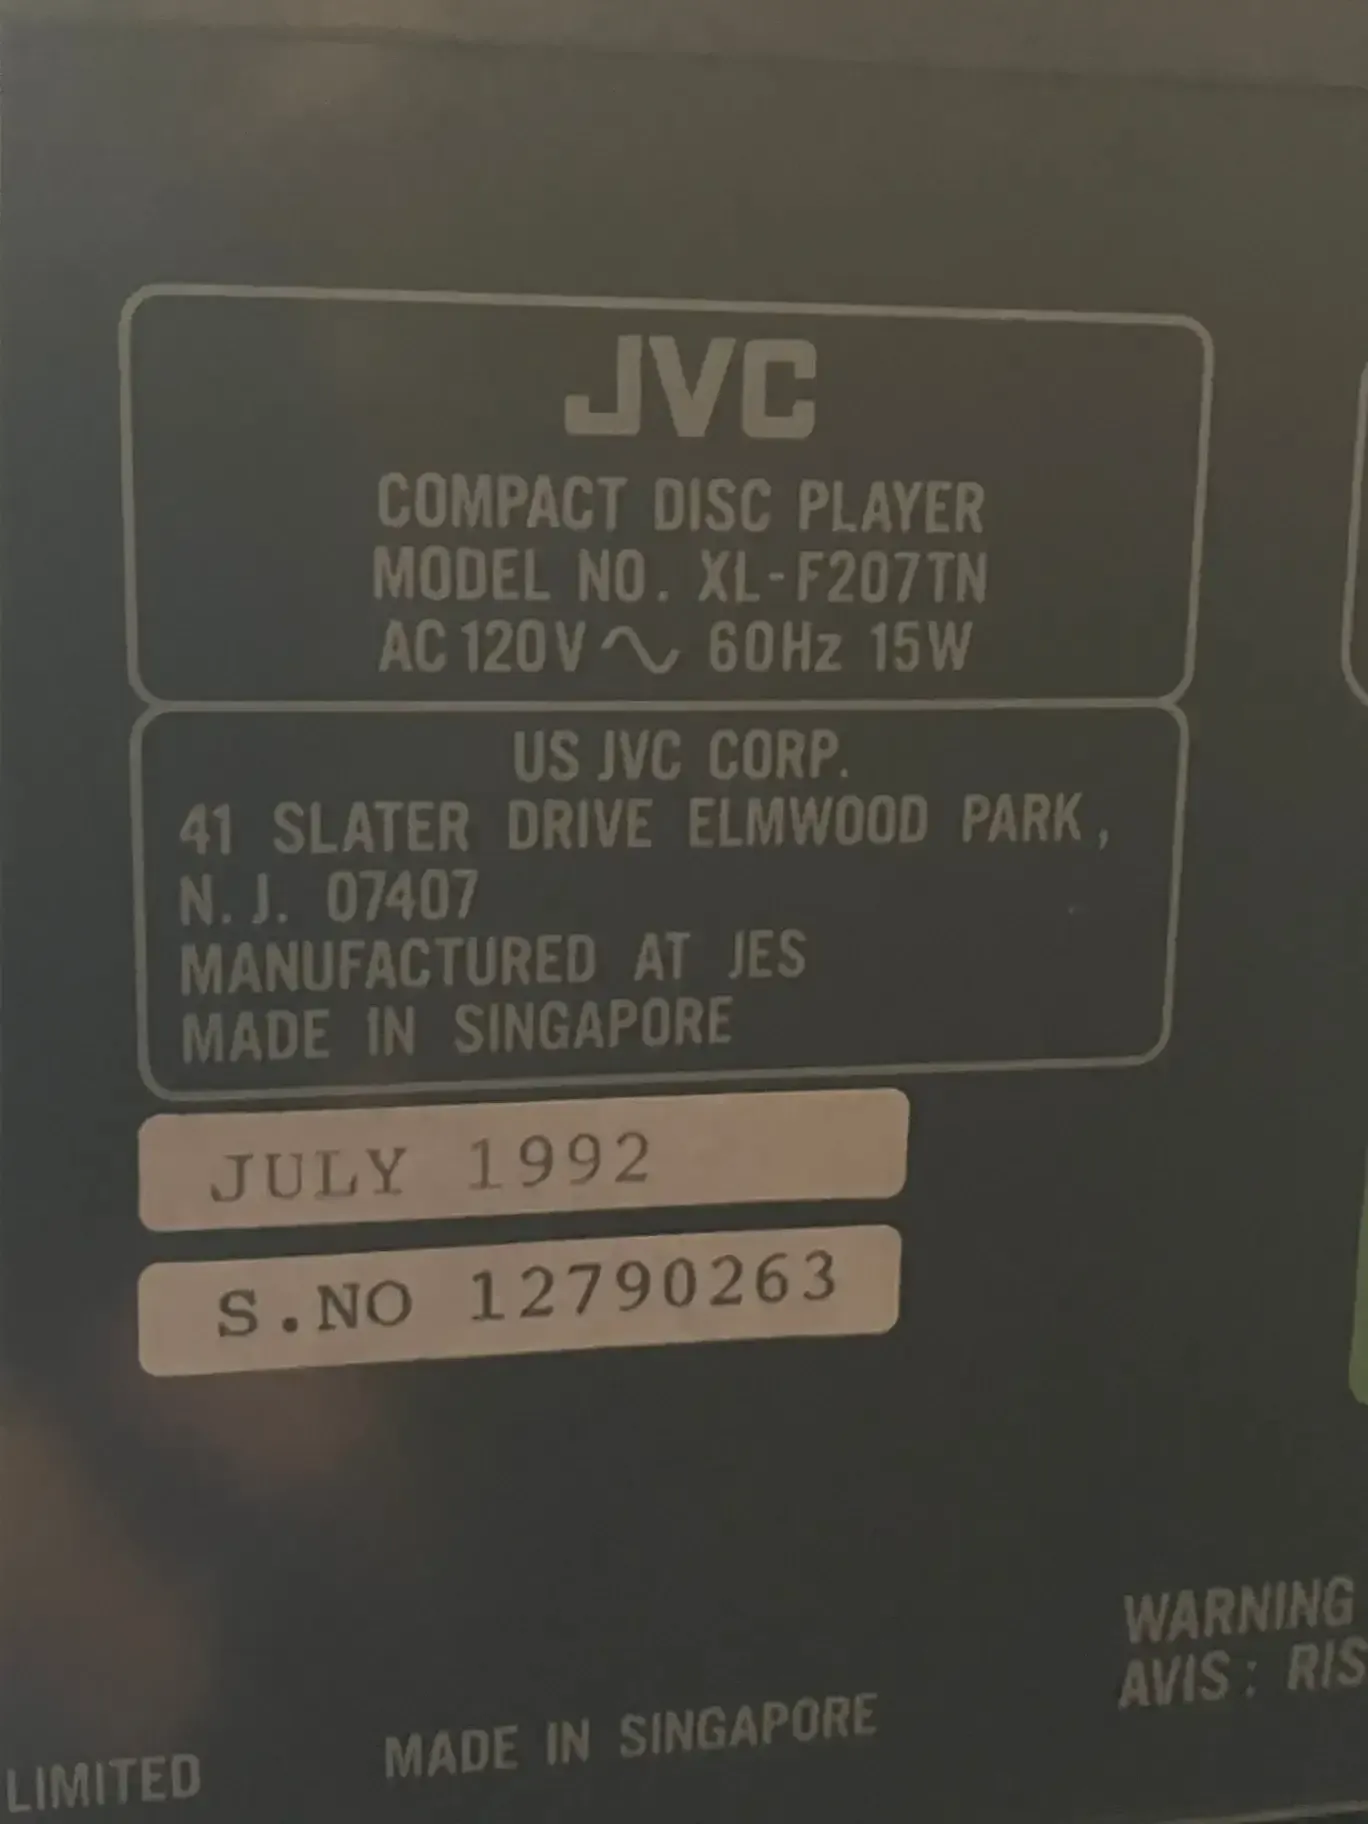 JVC
COMPACT DISC PLAYER
MODEL NO. XL-F207TN
AC 120V ∿ 60Hz 15W
US JVC CORP.
41 SLATER DRIVE ELMWOOD PARK,
N.J. 07407
MANUFACTURED AT JES
MADE IN SINGAPORE
JULY 1992
S.NO 12790263
WARNING
AVIS: RIS
MADE IN SINGAPORE
LIMITED